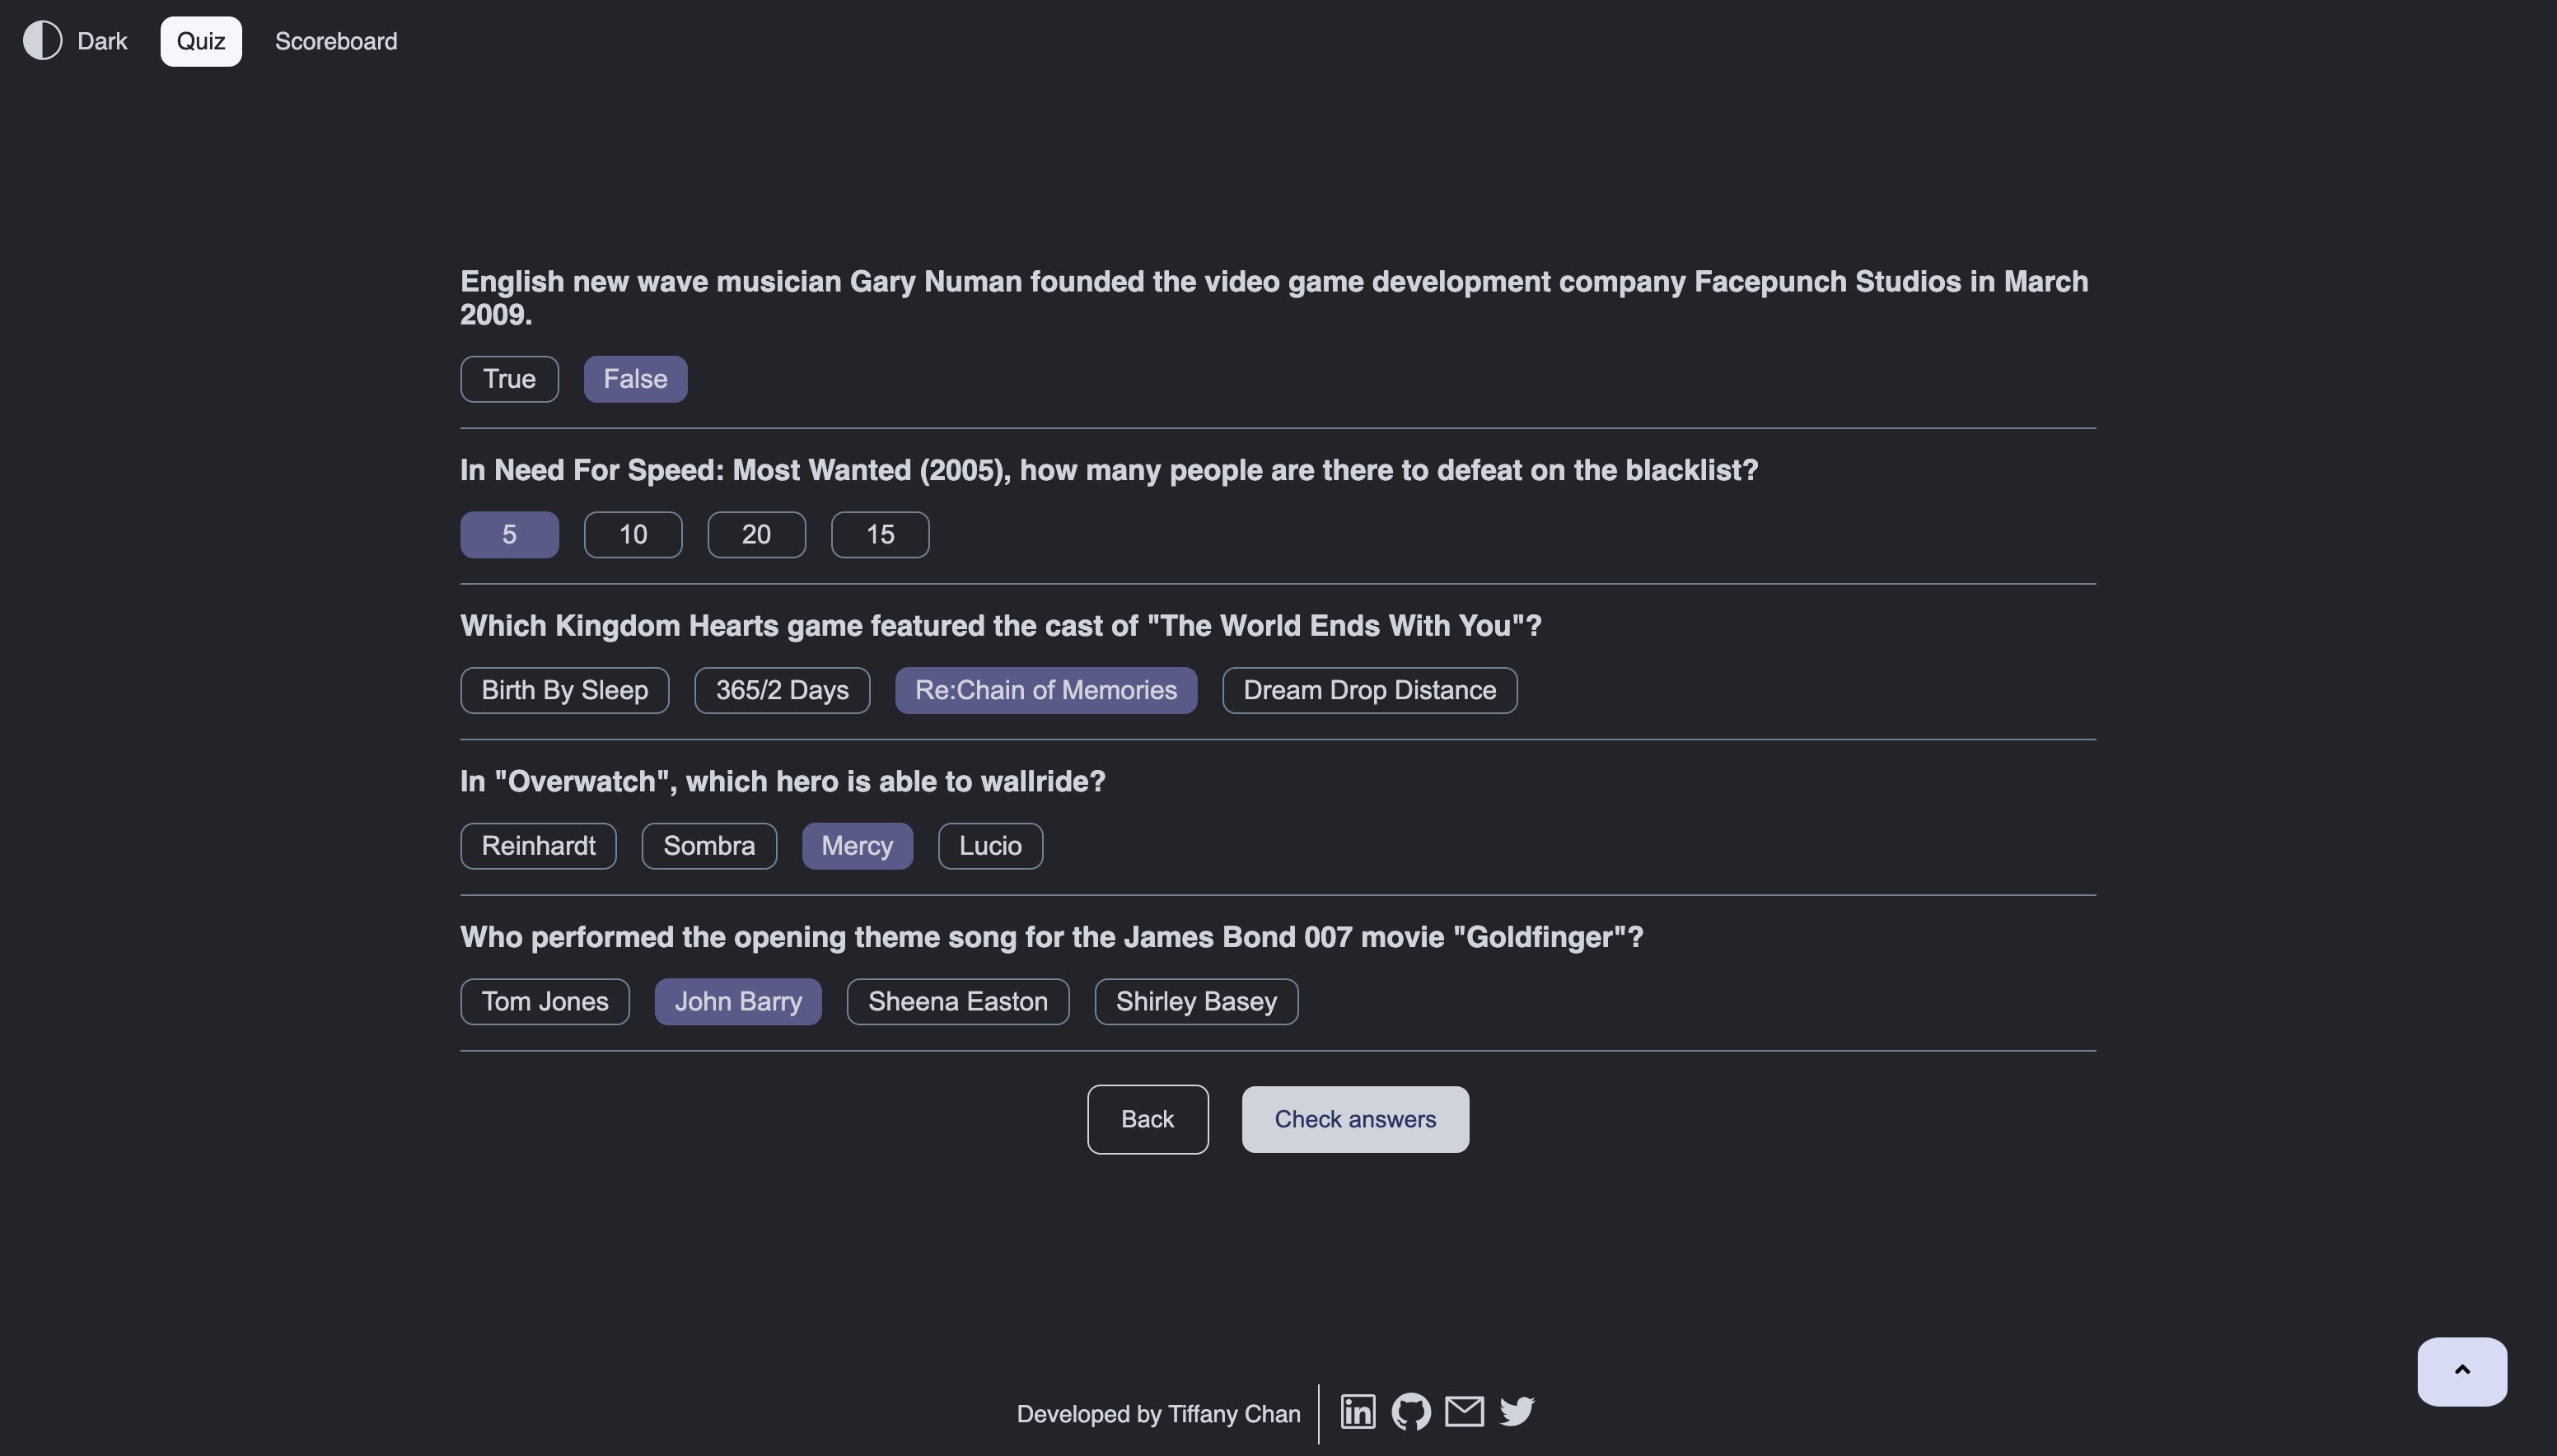 Dark Quiz Scoreboard
English new wave musician Gary Numan founded the video game development company Facepunch Studios in March
2009.
True False
In Need For Speed: Most Wanted (2005), how many people are there to defeat on the blacklist?
5 10 20 15
Which Kingdom Hearts game featured the cast of "The World Ends With You"?
Birth By Sleep 365/2 Days Re:Chain of Memories Dream Drop Distance
In "Overwatch", which hero is able to wallride?
Reinhardt Sombra Mercy Lucio
Who performed the opening theme song for the James Bond 007 movie "Goldfinger"?
Tom Jones John Barry Sheena Easton Shirley Basey
Back Check answers
Developed by Tiffany Chan